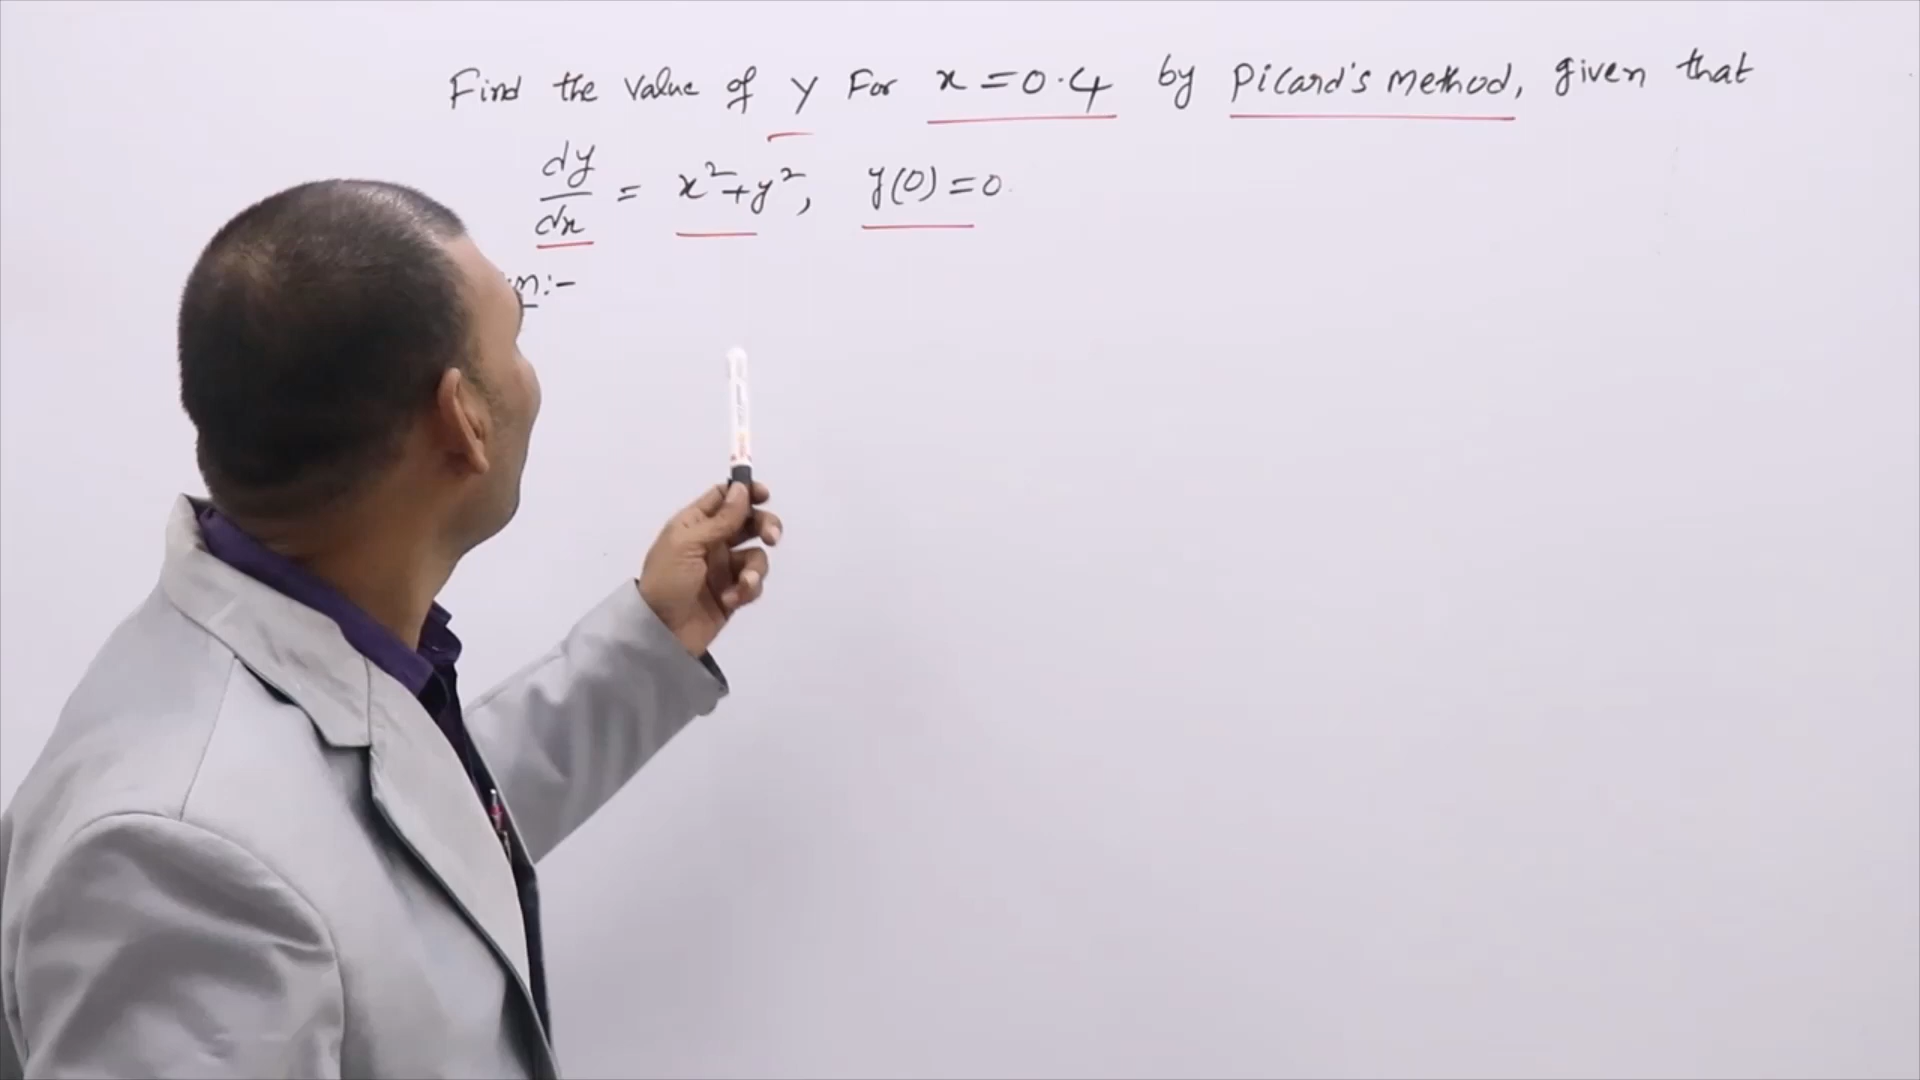 Find the value of y For x = 0.4 by Picard's method, given that
dy/dx = x²+y², y(0)=0.
n:-